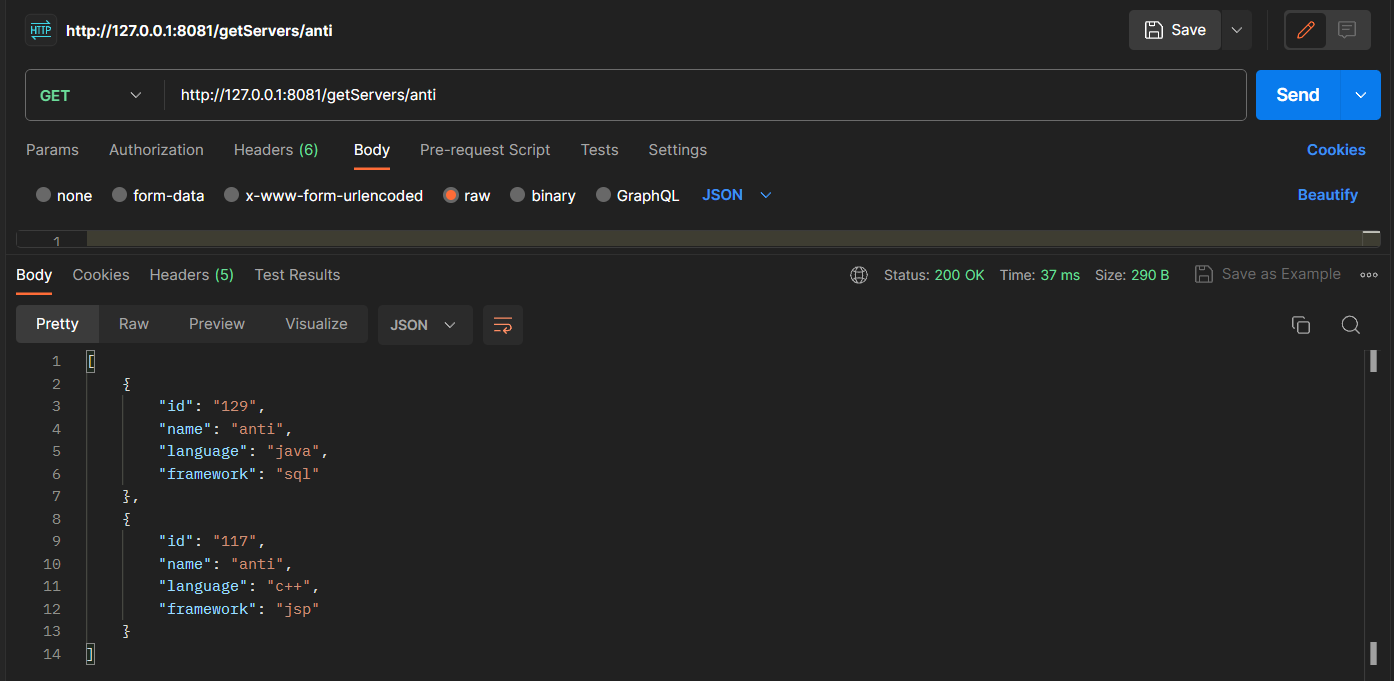 HTTP http://127.0.0.1:8081/getServers/anti Save
GET http://127.0.0.1:8081/getServers/anti Send
Params Authorization Headers (6) Body Pre-request Script Tests Settings Cookies
none form-data x-www-form-urlencoded raw binary GraphQL JSON Beautify
1
Body Cookies Headers (5) Test Results Status: 200 OK Time: 37 ms Size: 290 B Save as Example
Pretty Raw Preview Visualize JSON
1 [
2 {
3 "id": "129",
4 "name": "anti",
5 "language": "java",
6 "framework": "sql"
7 },
8 {
9 "id": "117",
10 "name": "anti",
11 "language": "c++",
12 "framework": "jsp"
13 }
14 ]